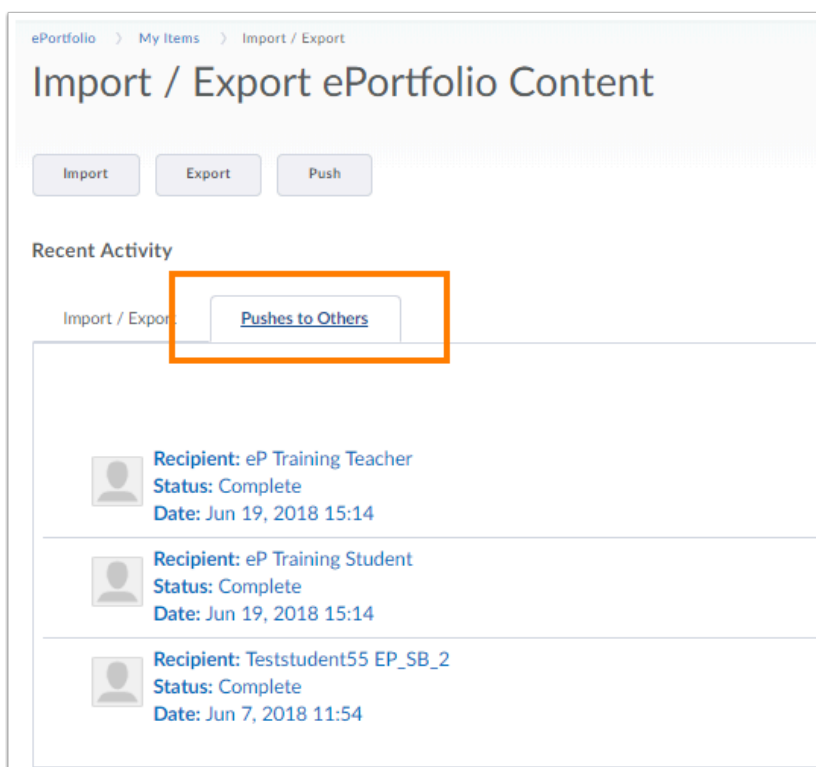 ePortfolio > My Items > Import / Export
Import / Export ePortfolio Content
Import Export Push
Recent Activity
Import / Export Pushes to Others
Recipient: eP Training Teacher
Status: Complete
Date: Jun 19, 2018 15:14
Recipient: eP Training Student
Status: Complete
Date: Jun 19, 2018 15:14
Recipient: Teststudent55 EP_SB_2
Status: Complete
Date: Jun 7, 2018 11:54